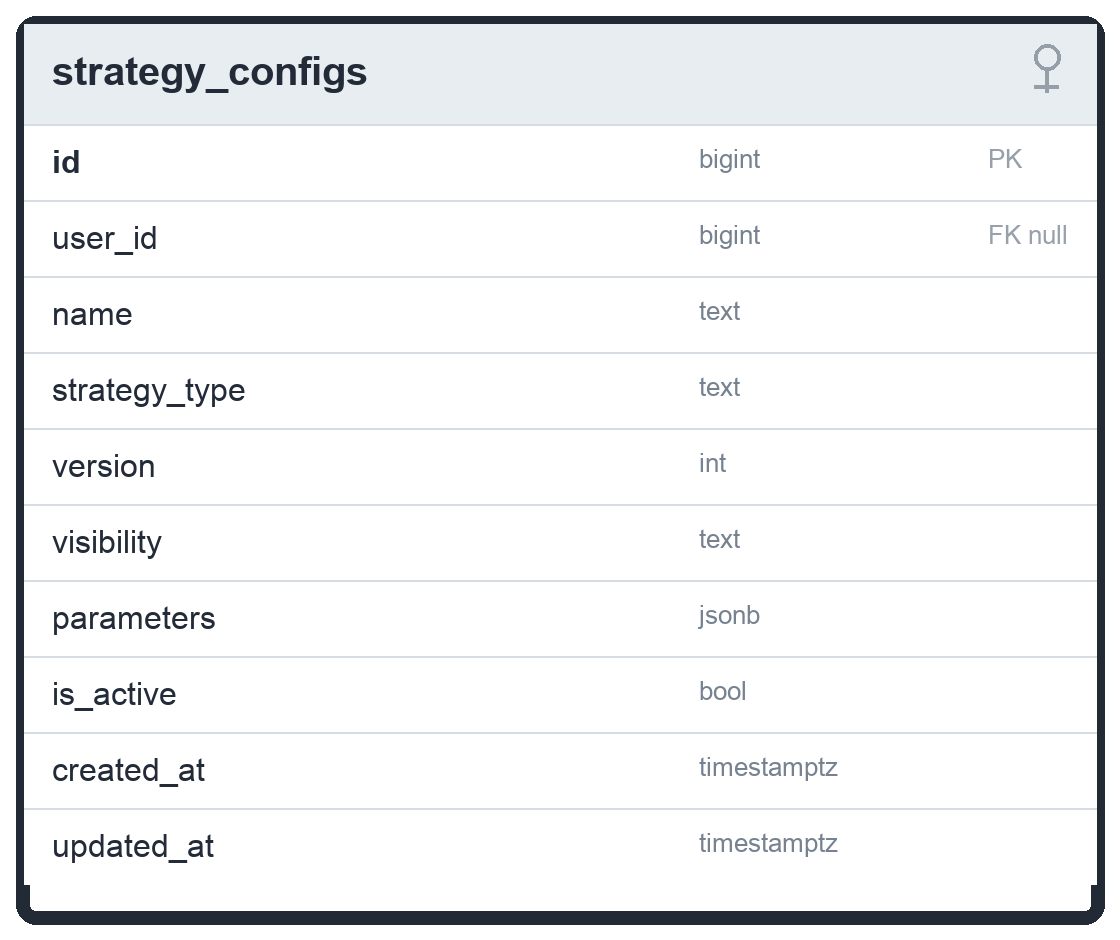 strategy_configs
id bigint PK
user_id bigint FK null
name text
strategy_type text
version int
visibility text
parameters jsonb
is_active bool
created_at timestamptz
updated_at timestamptz